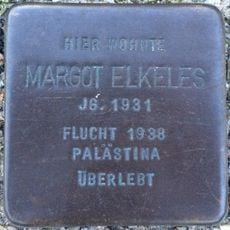 HIER WOHNTE
MARGOT ELKELES
JG. 1931
FLUCHT 1938
PALÄSTINA
ÜBERLEBT